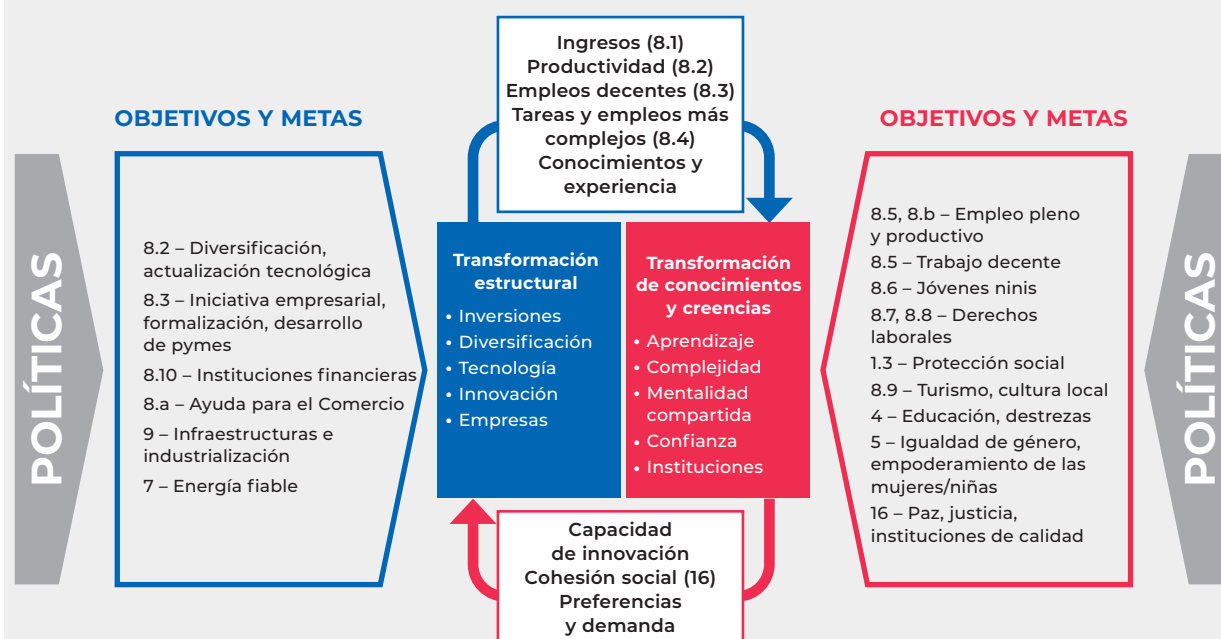 POLÍTICAS
OBJETIVOS Y METAS
8.2 – Diversificación,
actualización tecnológica
8.3 – Iniciativa empresarial,
formalización, desarrollo
de pymes
8.10 – Instituciones financieras
8.a – Ayuda para el Comercio
9 – Infraestructuras e
industrialización
7 – Energía fiable
Ingresos (8.1)
Productividad (8.2)
Empleos decentes (8.3)
Tareas y empleos más
complejos (8.4)
Conocimientos y
experiencia
Transformación
estructural
• Inversiones
• Diversificación
• Tecnología
• Innovación
• Empresas
Transformación
de conocimientos
y creencias
• Aprendizaje
• Complejidad
• Mentalidad
compartida
• Confianza
• Instituciones
Capacidad
de innovación
Cohesión social (16)
Preferencias
y demanda
OBJETIVOS Y METAS
8.5, 8.b – Empleo pleno
y productivo
8.5 – Trabajo decente
8.6 – Jóvenes ninis
8.7, 8.8 – Derechos
laborales
1.3 – Protección social
8.9 – Turismo, cultura local
4 – Educación, destrezas
5 – Igualdad de género,
empoderamiento de las
mujeres/niñas
16 – Paz, justicia,
instituciones de calidad
POLÍTICAS